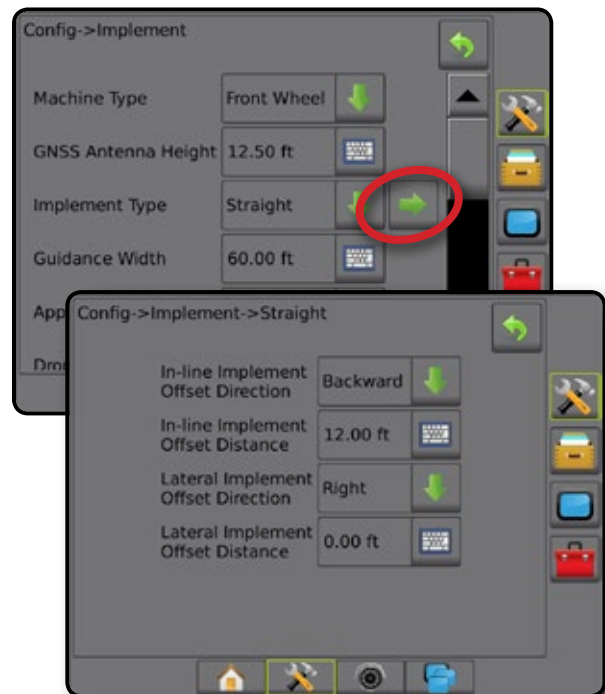 Config->Implement
Machine Type Front Wheel
GNSS Antenna Height 12.50 ft
Implement Type Straight
Guidance Width 60.00 ft
App
Dro
Config->Implement->Straight
In-line Implement
Offset Direction Backward
In-line Implement
Offset Distance 12.00 ft
Lateral Implement
Offset Direction Right
Lateral Implement
Offset Distance 0.00 ft